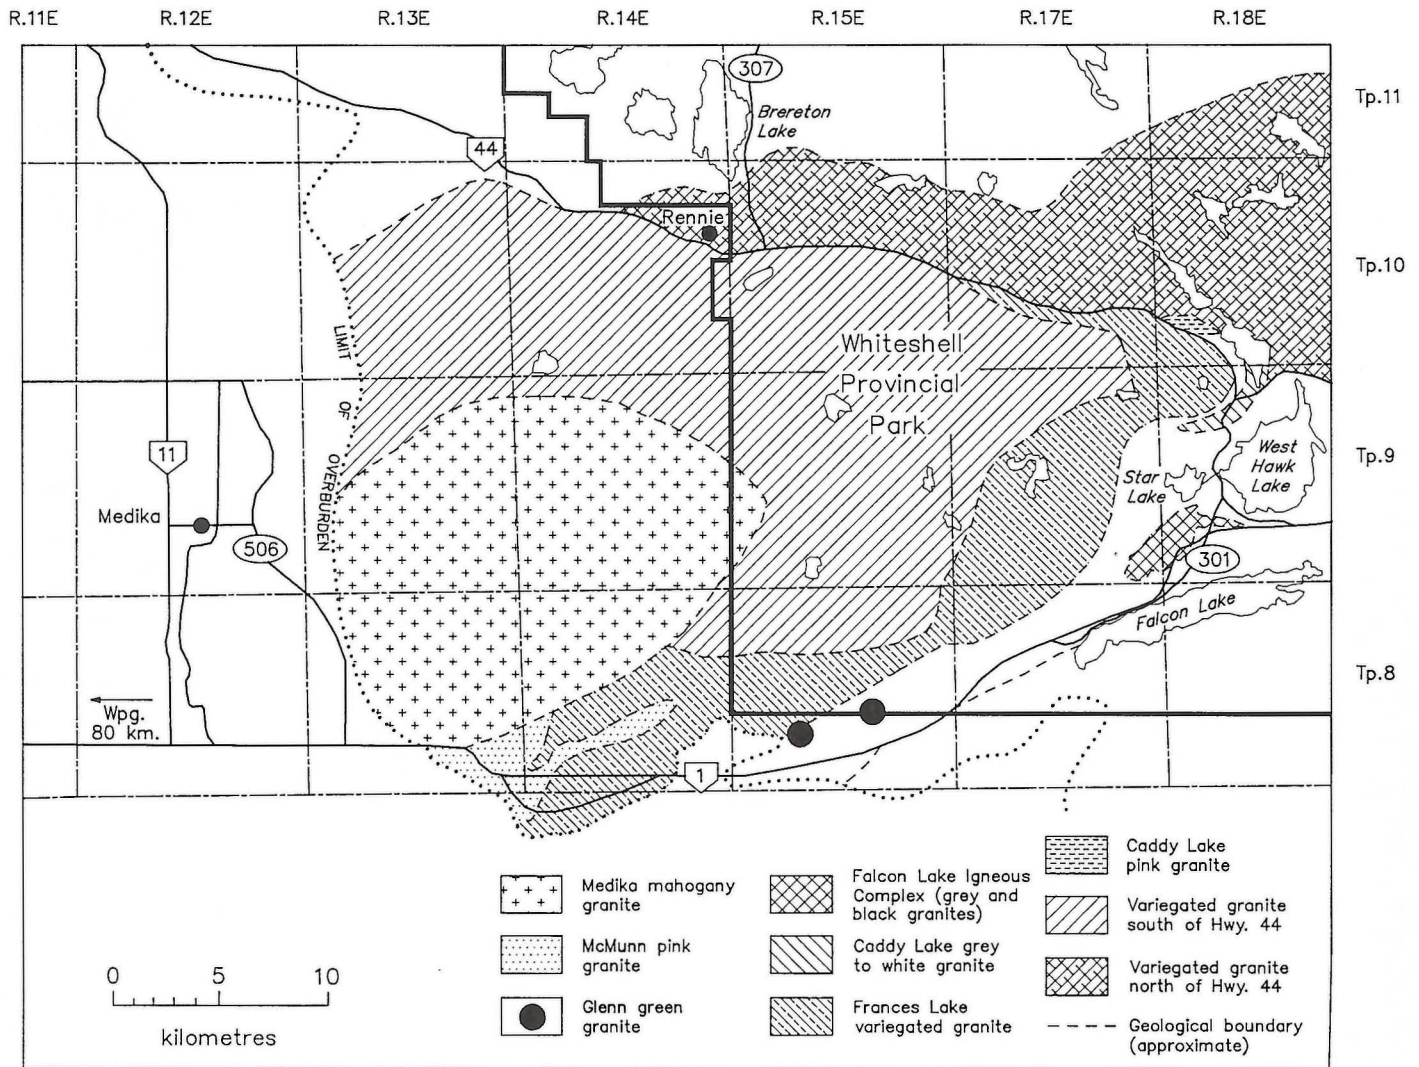 R.11E R.12E R.13E R.14E R.15E R.17E R.18E
307
Tp.11
Brereton
Lake
44
Rennie
Tp.10
LIMIT OF OVERBURDEN
Whiteshell
Provincial
Park
11
West
Hawk
Lake
Tp.9
Star
Lake
Medika
506
301
Falcon Lake
Tp.8
Wpg.
80 km.
1
Medika mahogany
granite
McMunn pink
granite
Glenn green
granite
Falcon Lake Igneous
Complex (grey and
black granites)
Caddy Lake grey
to white granite
Frances Lake
variegated granite
Caddy Lake
pink granite
Variegated granite
south of Hwy. 44
Variegated granite
north of Hwy. 44
Geological boundary
(approximate)
0 5 10
kilometres